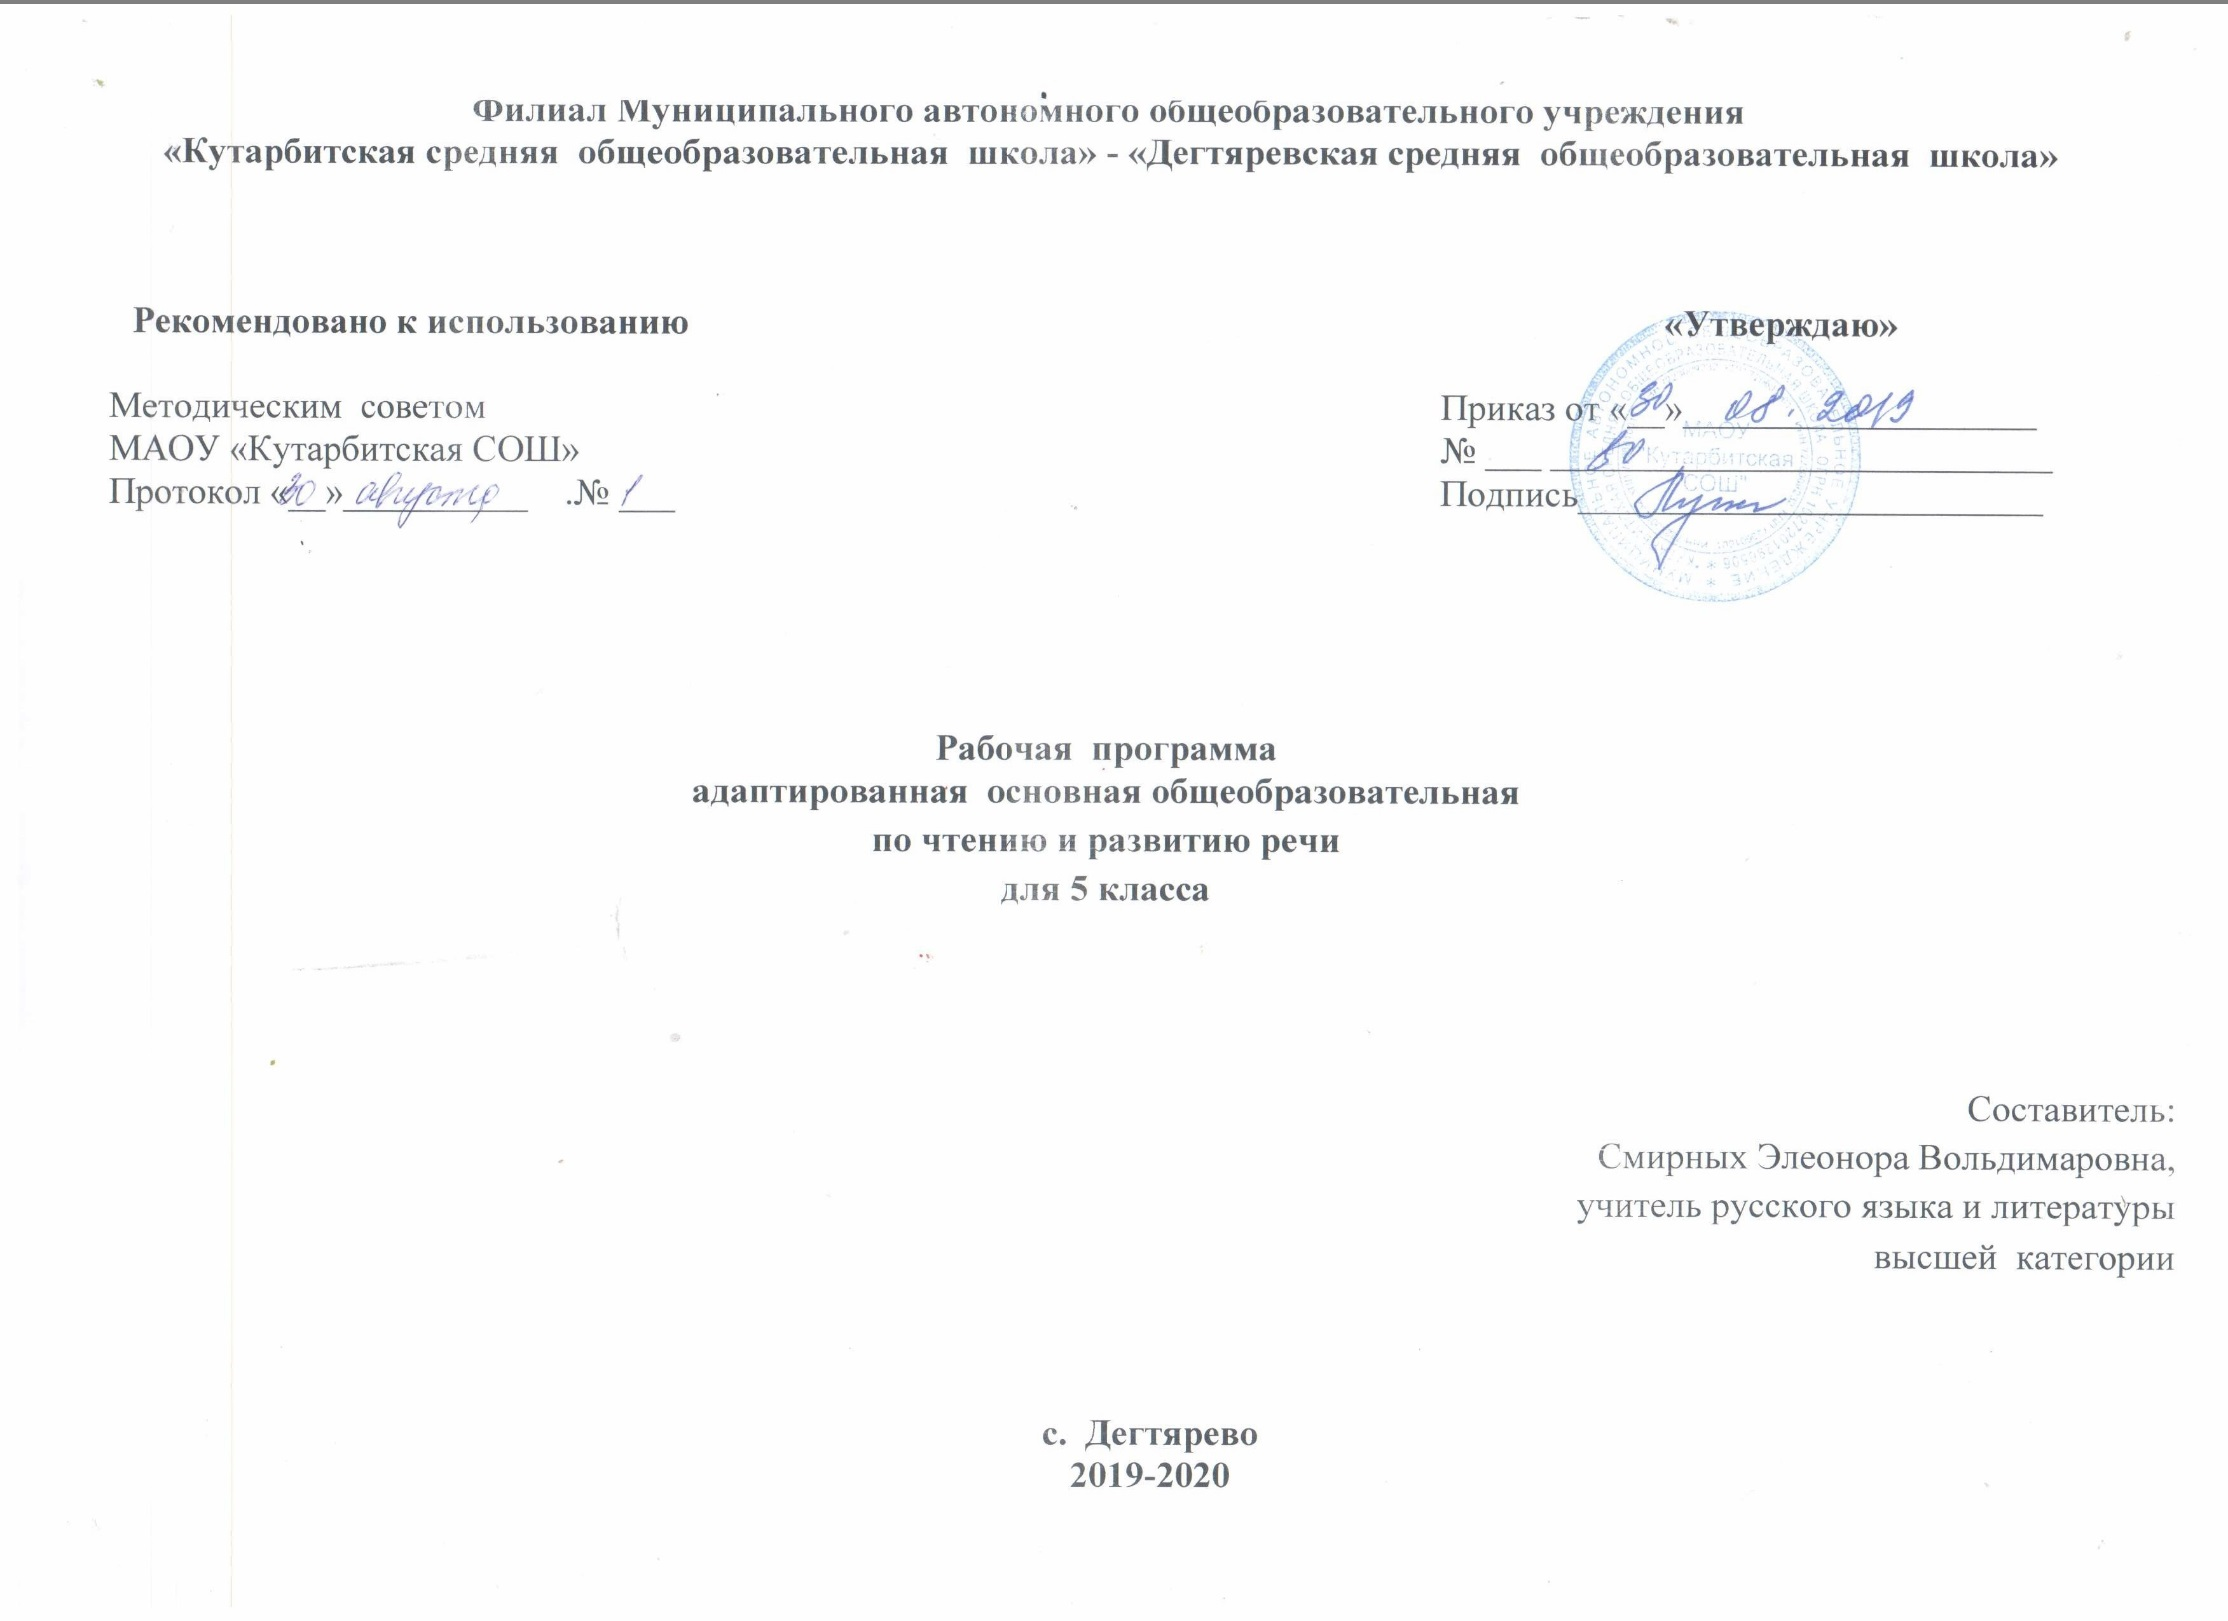 Филиал Муниципального автономного общеобразовательного учреждения
«Кутарбитская средняя общеобразовательная школа» - «Дегтяревская средняя общеобразовательная школа»
Рекомендовано к использованию
Методическим советом
МАОУ «Кутарбитская СОШ»
Протокол «30» августа .№ 1
«Утверждаю»
Приказ от «30» 08. 2019
№
Подпись
МАОУ
"Кутарбитская
СОШ"
Рабочая программа
адаптированная основная общеобразовательная
по чтению и развитию речи
для 5 класса
Составитель:
Смирных Элеонора Вольдимаровна,
учитель русского языка и литературы
высшей категории
с. Дегтярево
2019-2020